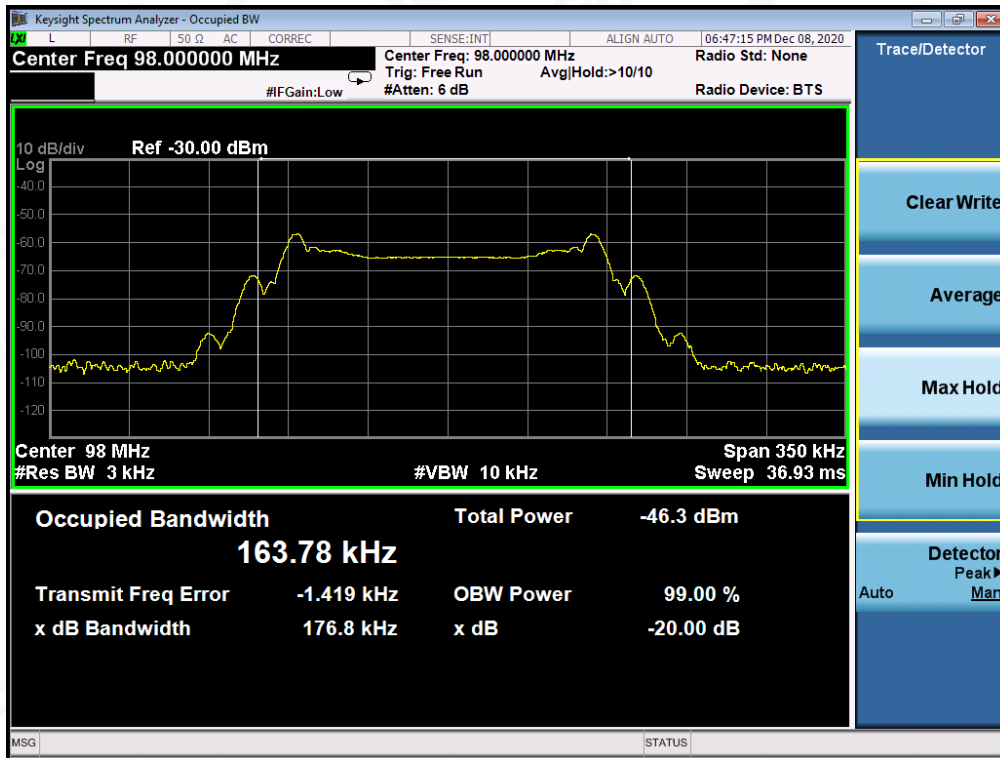 Keysight Spectrum Analyzer - Occupied BW
LXI L RF 50 Ω AC CORREC SENSE:INT ALIGN AUTO 06:47:15 PM Dec 08, 2020
Center Freq 98.000000 MHz
Center Freq: 98.000000 MHz Radio Std: None
Trig: Free Run Avg|Hold:>10/10
#IFGain:Low #Atten: 6 dB Radio Device: BTS
10 dB/div Ref -30.00 dBm
Log
-40.0
-50.0
-60.0
-70.0
-80.0
-90.0
-100
-110
-120
Center 98 MHz Span 350 kHz
#Res BW 3 kHz #VBW 10 kHz Sweep 36.93 ms
Occupied Bandwidth Total Power -46.3 dBm
163.78 kHz
Transmit Freq Error -1.419 kHz OBW Power 99.00 %
x dB Bandwidth 176.8 kHz x dB -20.00 dB
MSG STATUS
Trace/Detector
Clear Write
Average
Max Hold
Min Hold
Detector
Peak
Auto Man